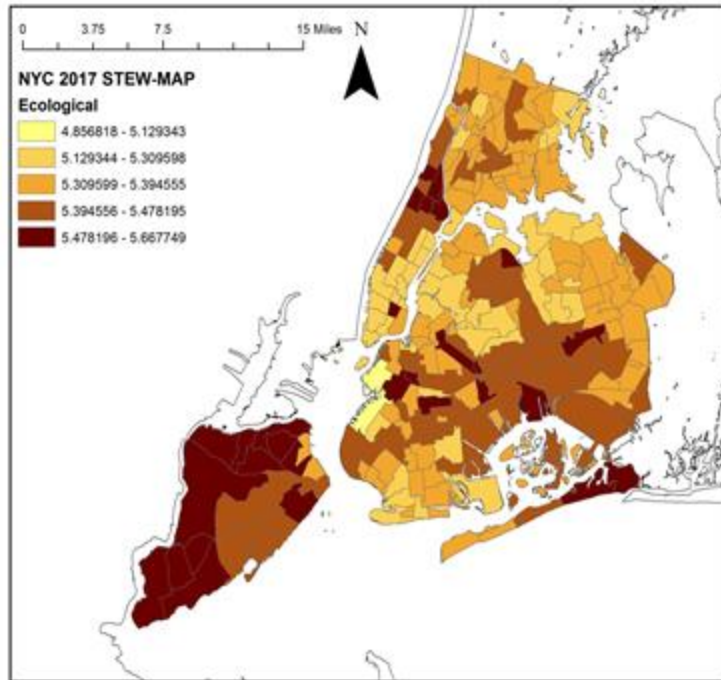 0 3.75 7.5 15 Miles
N
NYC 2017 STEW-MAP
Ecological
4.856818 - 5.129343
5.129344 - 5.309598
5.309599 - 5.394555
5.394556 - 5.478195
5.478196 - 5.667749